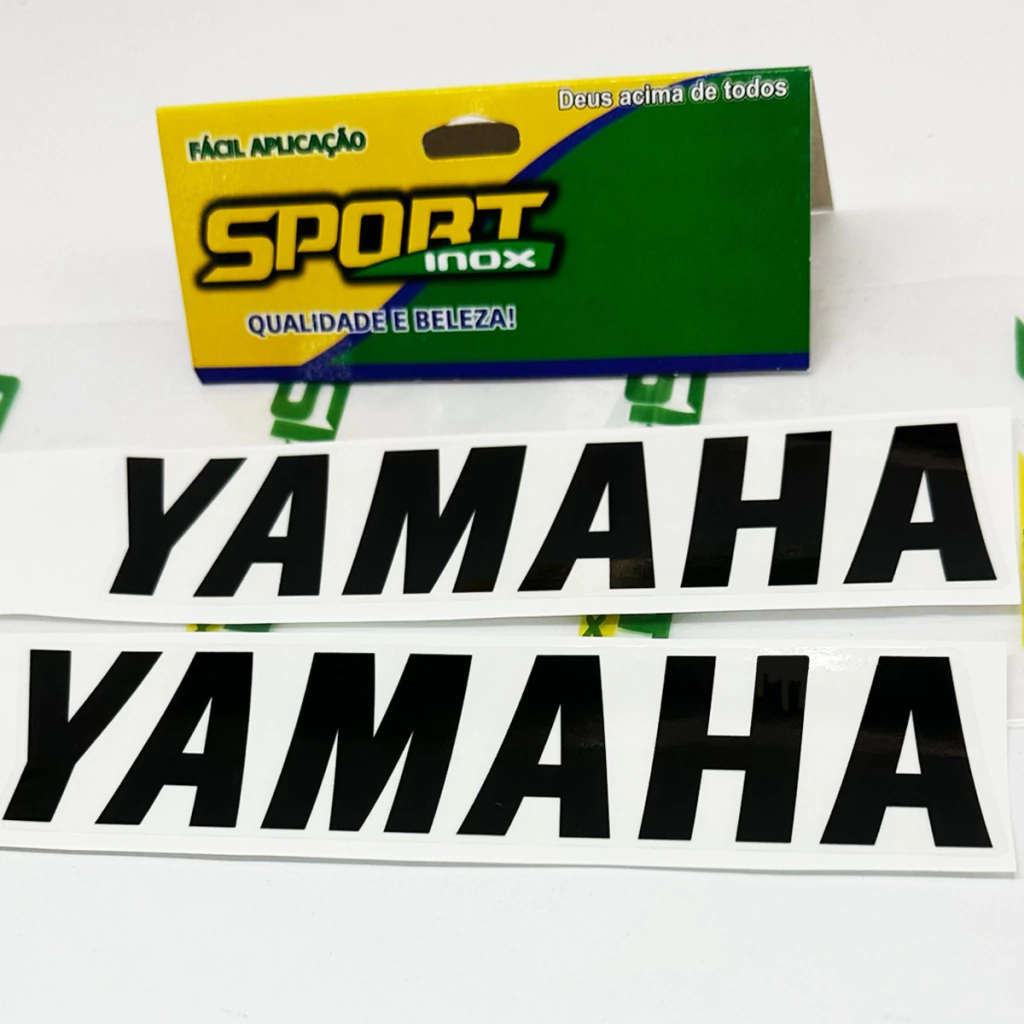 Deus acima de todos
FÁCIL APLICAÇÃO
SPORT
INOX
QUALIDADE E BELEZA!
YAMAHA
YAMAHA